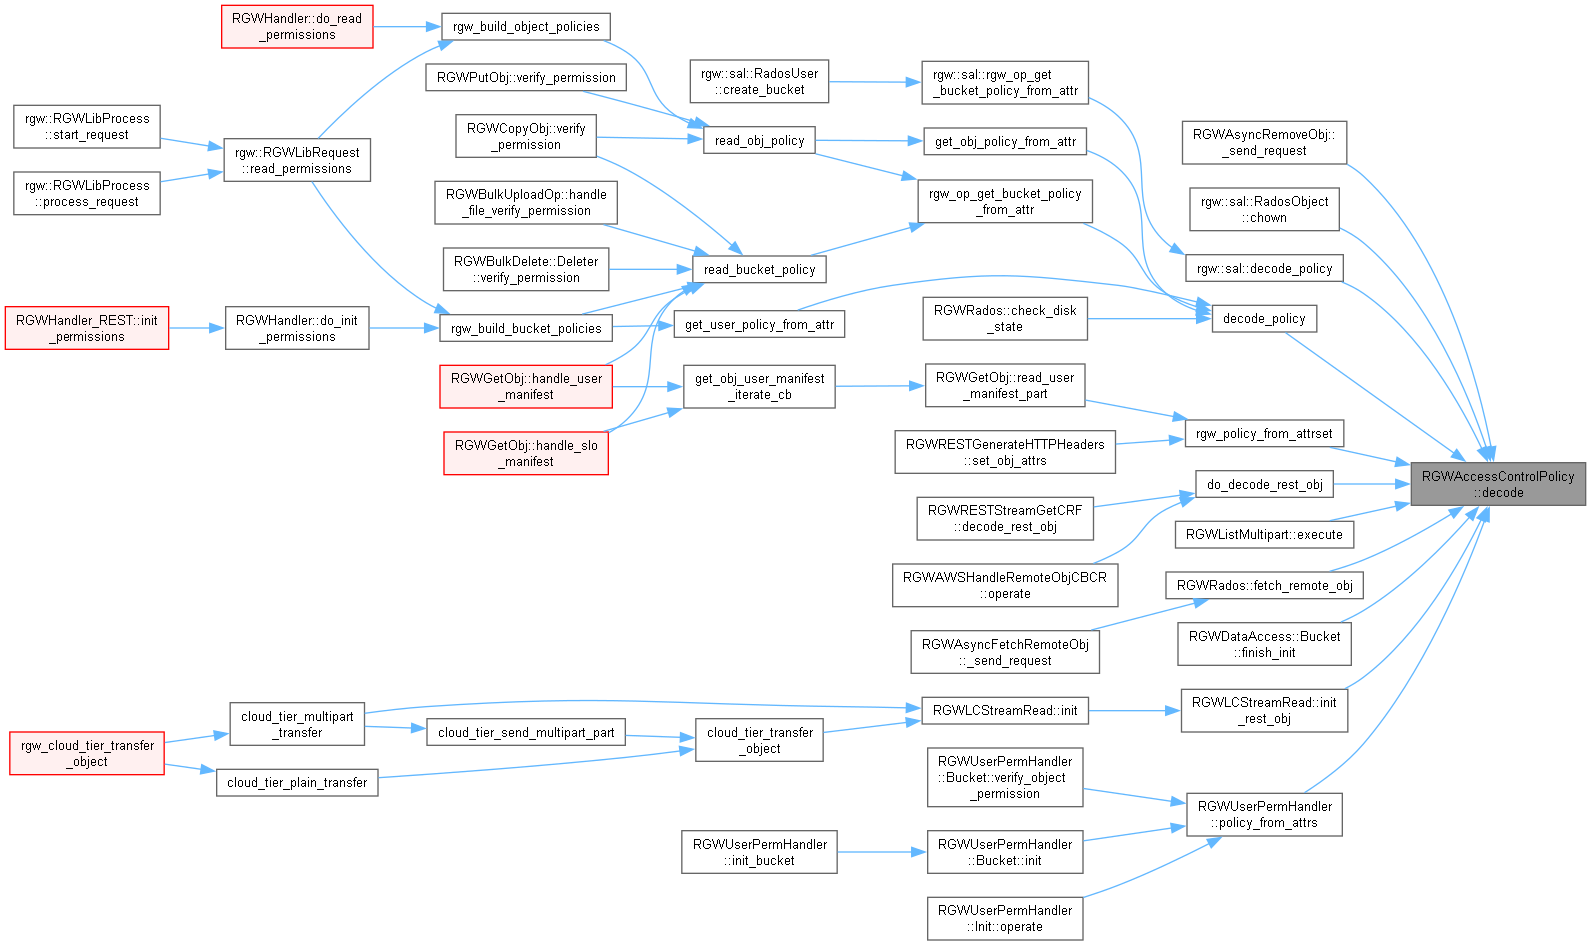 RGWHandler::do_read
_permissions
rgw_build_object_policies
RGWPutObj::verify_permission
rgw::sal::RadosUser
::create_bucket
rgw::sal::rgw_op_get
_bucket_policy_from_attr
rgw::RGWLibProcess
::start_request
rgw::RGWLibProcess
::process_request
rgw::RGWLibRequest
::read_permissions
RGWCopyObj::verify
_permission
read_obj_policy
get_obj_policy_from_attr
RGWAsyncRemoveObj::
_send_request
RGWBulkUploadOp::handle
_file_verify_permission
rgw_op_get_bucket_policy
_from_attr
rgw::sal::RadosObject
::chown
RGWBulkDelete::Deleter
::verify_permission
read_bucket_policy
rgw::sal::decode_policy
RGWHandler_REST::init
_permissions
RGWHandler::do_init
_permissions
rgw_build_bucket_policies
get_user_policy_from_attr
RGWRados::check_disk
_state
decode_policy
RGWGetObj::handle_user
_manifest
get_obj_user_manifest
_iterate_cb
RGWGetObj::read_user
_manifest_part
RGWGetObj::handle_slo
_manifest
RGWRESTGenerateHTTPHeaders
::set_obj_attrs
rgw_policy_from_attrset
RGWAccessControlPolicy
::decode
do_decode_rest_obj
RGWRESTStreamGetCRF
::decode_rest_obj
RGWListMultipart::execute
RGWAWSHandleRemoteObjCBCR
::operate
RGWRados::fetch_remote_obj
RGWAsyncFetchRemoteObj
::_send_request
RGWDataAccess::Bucket
::finish_init
rgw_cloud_tier_transfer
_object
cloud_tier_multipart
_transfer
cloud_tier_send_multipart_part
cloud_tier_transfer
_object
RGWLCStreamRead::init
RGWLCStreamRead::init
_rest_obj
cloud_tier_plain_transfer
RGWUserPermHandler
::Bucket::verify_object
_permission
RGWUserPermHandler
::policy_from_attrs
RGWUserPermHandler
::init_bucket
RGWUserPermHandler
::Bucket::init
RGWUserPermHandler
::Init::operate